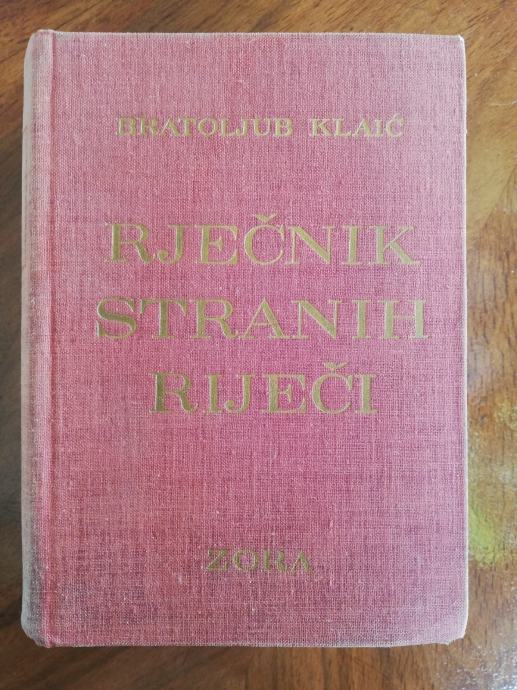 BRATOLJUB KLAIĆ
RJEČNIK
STRANIH
RIJEČI
ZORA